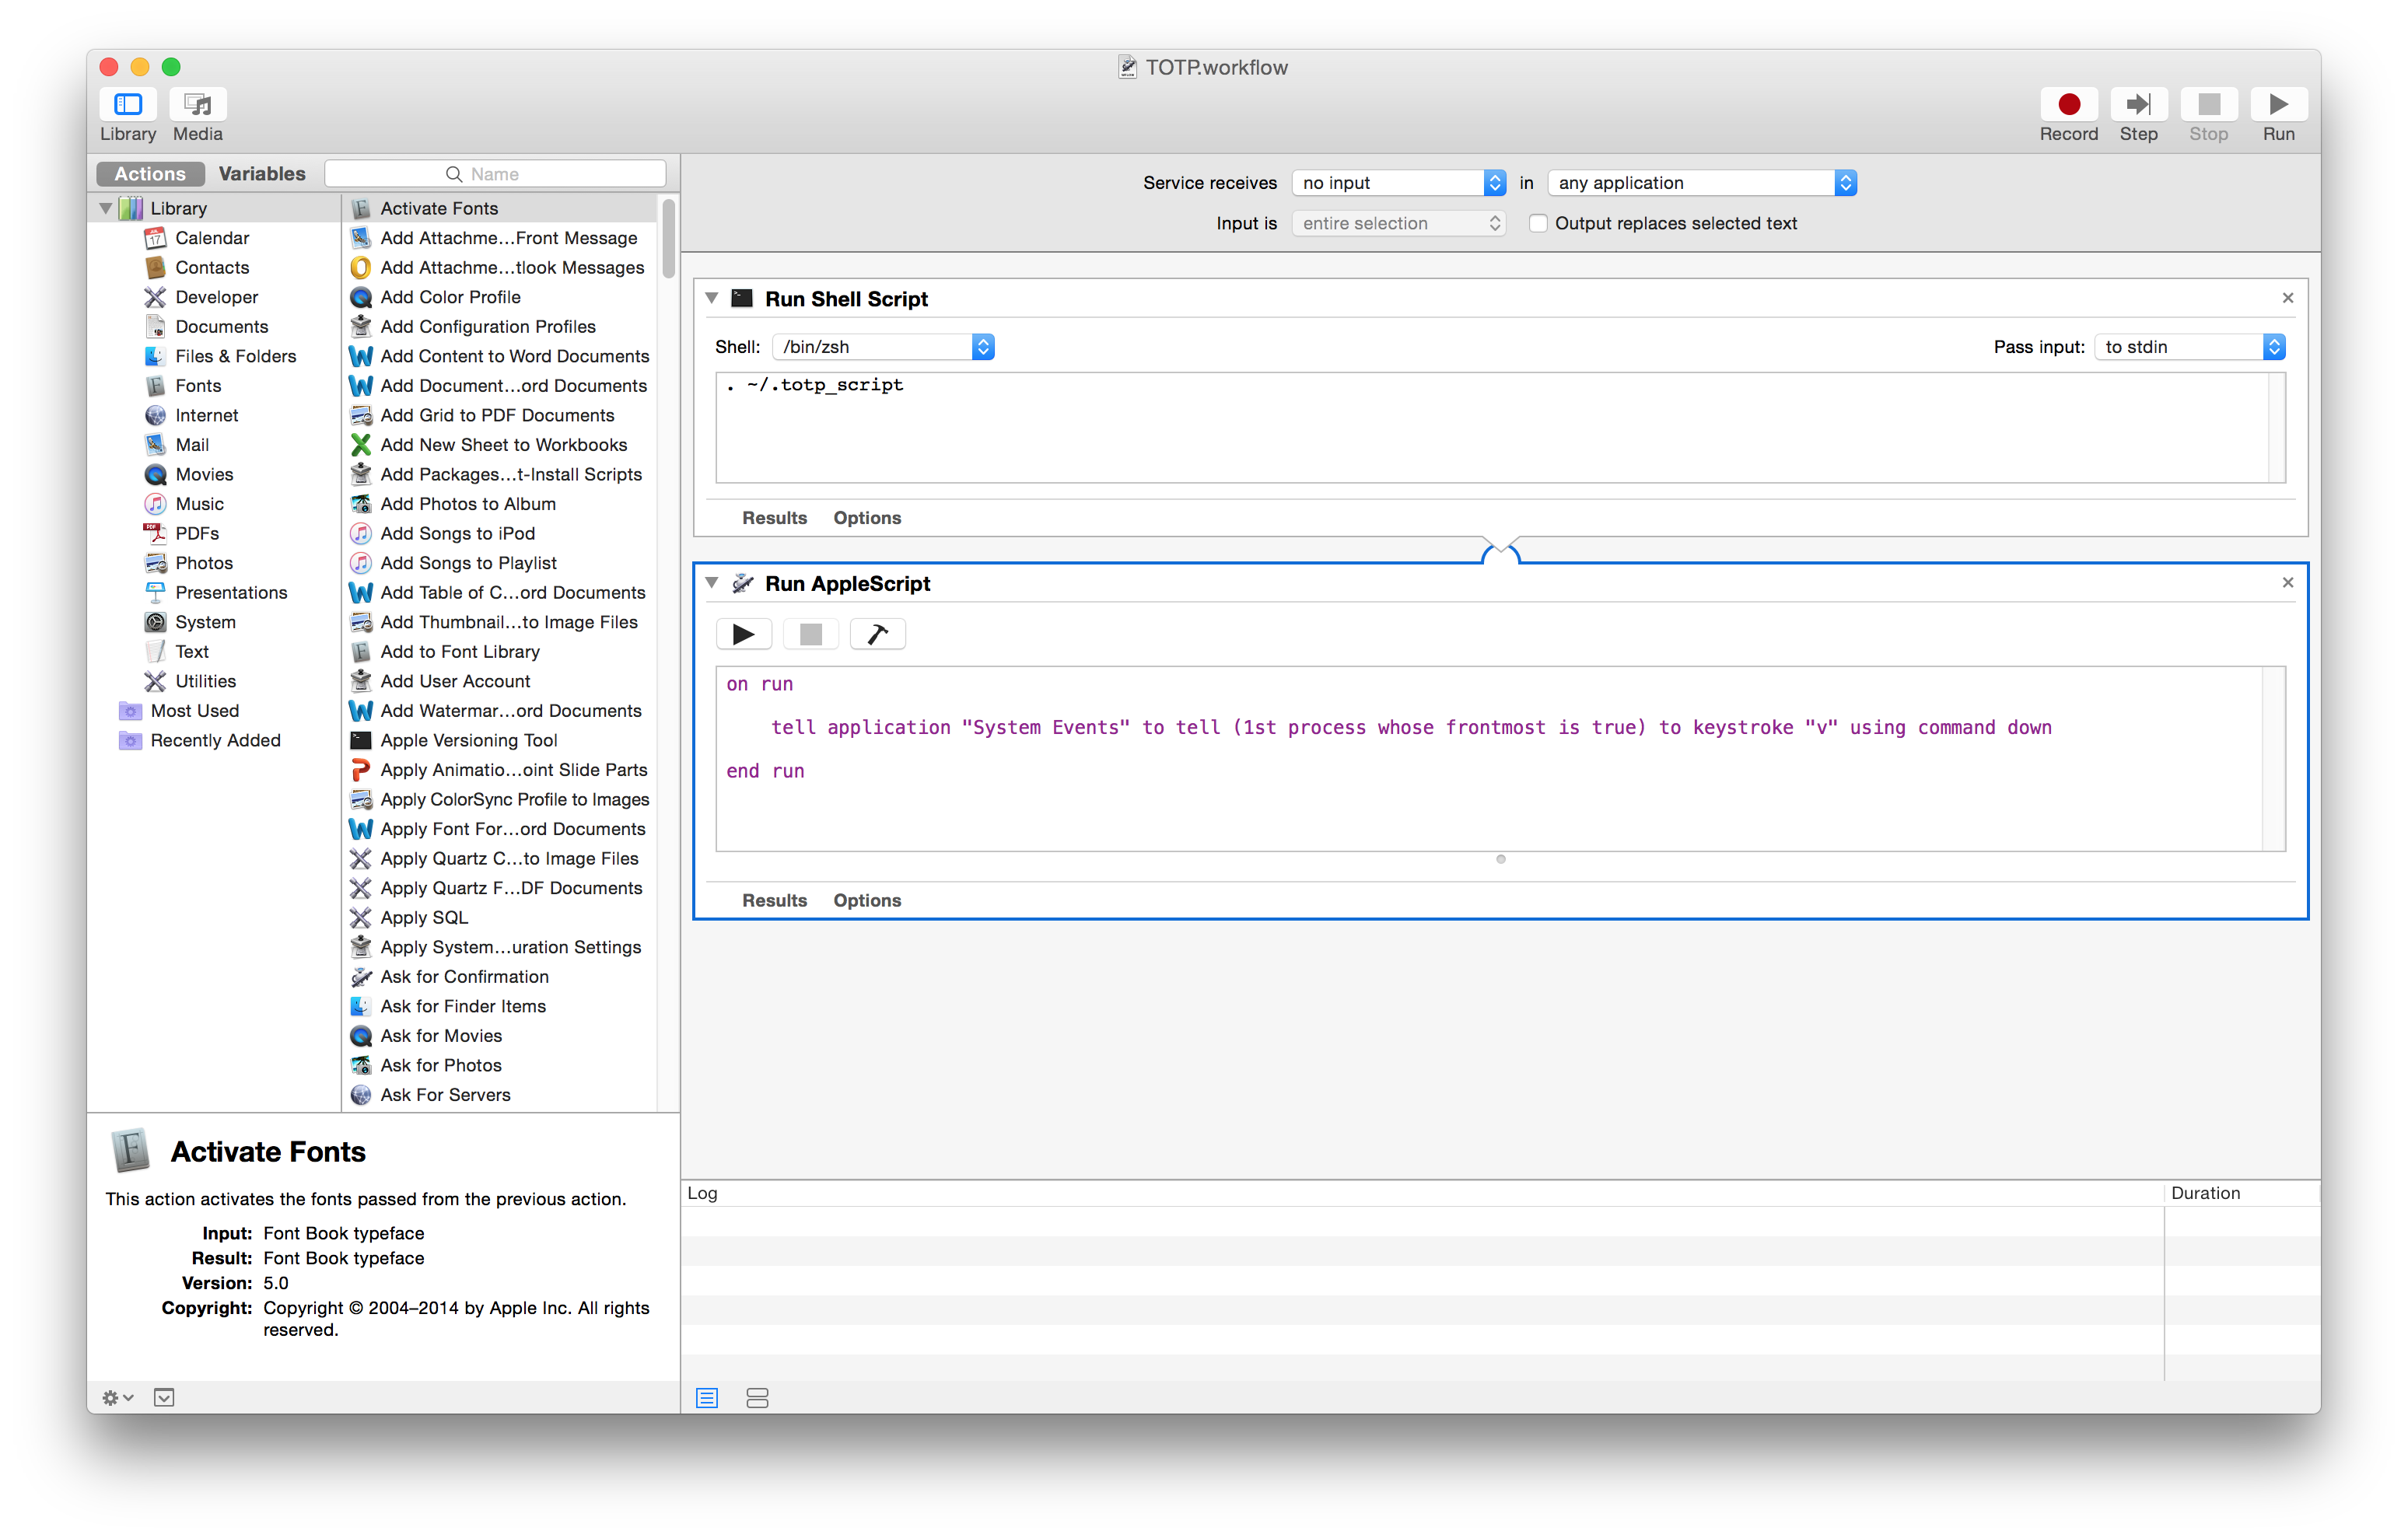 TOTP.workflow
Library
Media
Record
Step
Stop
Run
Actions
Variables
Name
Service receives
no input
in
any application
Input is
entire selection
Output replaces selected text
Library
Calendar
Contacts
Developer
Documents
Files & Folders
Fonts
Internet
Mail
Movies
Music
PDFs
Photos
Presentations
System
Text
Utilities
Most Used
Recently Added
Activate Fonts
Add Attachme…Front Message
Add Attachme…tlook Messages
Add Color Profile
Add Configuration Profiles
Add Content to Word Documents
Add Document…ord Documents
Add Grid to PDF Documents
Add New Sheet to Workbooks
Add Packages…t-Install Scripts
Add Photos to Album
Add Songs to iPod
Add Songs to Playlist
Add Table of C…ord Documents
Add Thumbnail…to Image Files
Add to Font Library
Add User Account
Add Watermar…ord Documents
Apple Versioning Tool
Apply Animatio…oint Slide Parts
Apply ColorSync Profile to Images
Apply Font For…ord Documents
Apply Quartz C…to Image Files
Apply Quartz F…DF Documents
Apply SQL
Apply System…uration Settings
Ask for Confirmation
Ask for Finder Items
Ask for Movies
Ask for Photos
Ask For Servers
Run Shell Script
Shell:
/bin/zsh
Pass input:
to stdin
. ~/.totp_script
Results
Options
Run AppleScript
on run
tell application "System Events" to tell (1st process whose frontmost is true) to keystroke "v" using command down
end run
Results
Options
Activate Fonts
This action activates the fonts passed from the previous action.
Input: Font Book typeface
Result: Font Book typeface
Version: 5.0
Copyright: Copyright © 2004–2014 by Apple Inc. All rights
reserved.
Log
Duration